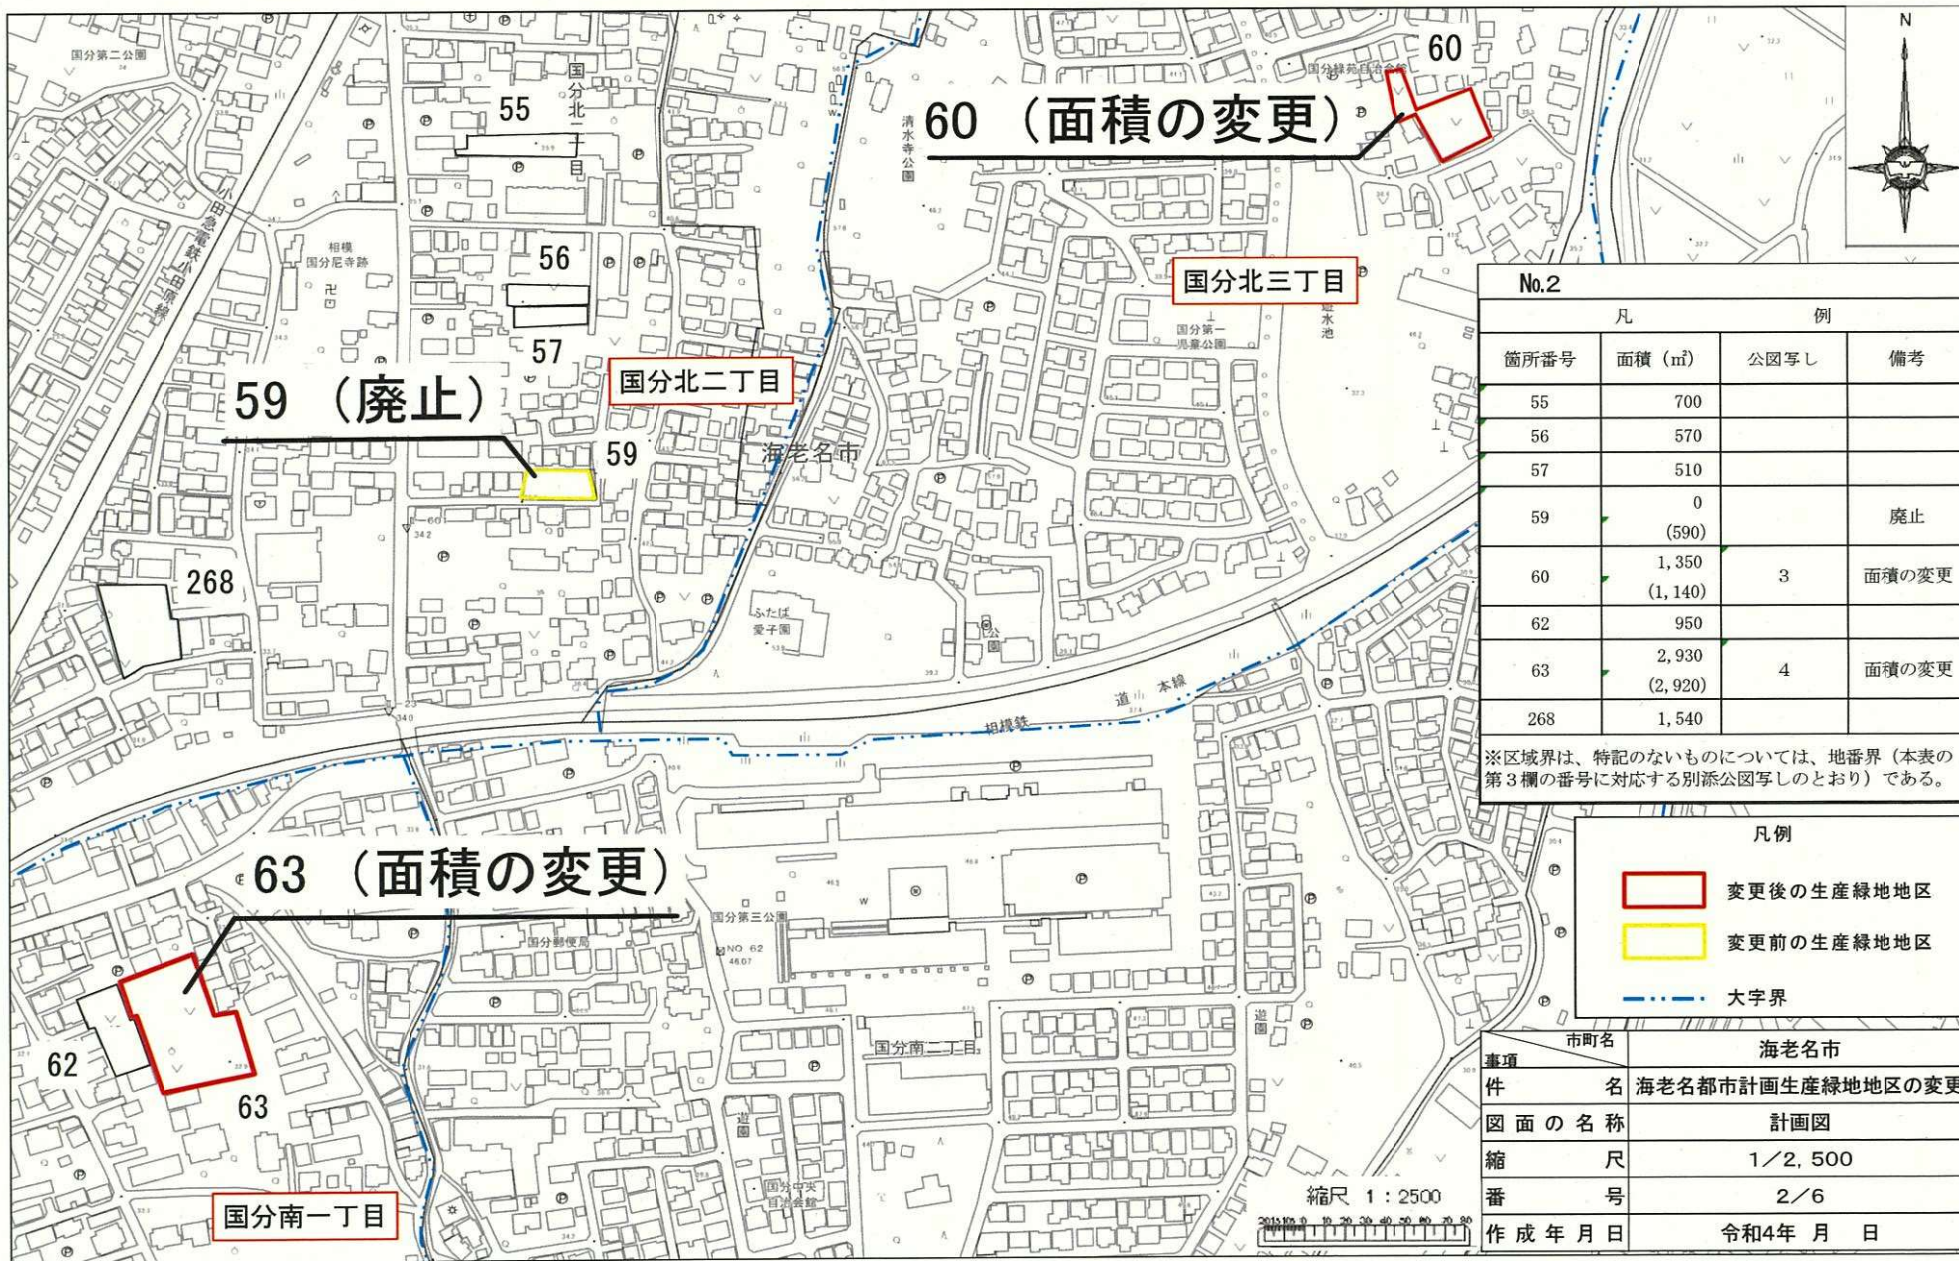 国分第二公園
55
国分北二丁目
60
国分緑苑自治会館
60 (面積の変更)
清水寺公園
N
小田急電鉄小田原線
相模
国分尼寺跡
56
57
国分北三丁目
遊水池
国分第一
児童公園
国分北二丁目
59 (廃止)
59
海老名市
268
ふたば
愛子園
公園
相模鉄道本線
63 (面積の変更)
国分第三公園
国分郵便局
NO 62
46.07
62
63
国分南二丁目
遊園
遊園
国分中央
自治会館
国分南一丁目
縮尺 1:2500
No.2
凡 例
箇所番号 面積(㎡) 公図写し 備考
55 700
56 570
57 510
59 0 (590) 廃止
60 1,350 (1,140) 3 面積の変更
62 950
63 2,930 (2,920) 4 面積の変更
268 1,540
※区域界は、特記のないものについては、地番界(本表の
第3欄の番号に対応する別添公図写しのとおり)である。
凡例
変更後の生産緑地地区
変更前の生産緑地地区
大字界
市町名
事項
海老名市
件名 海老名都市計画生産緑地地区の変更
図面の名称 計画図
縮尺 1/2,500
番号 2/6
作成年月日 令和4年 月 日